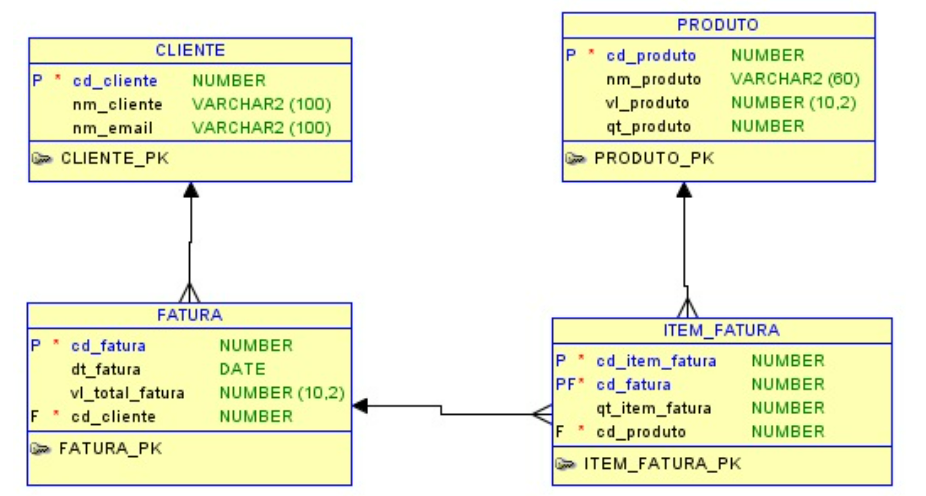 CLIENTE
P * cd_cliente NUMBER
nm_cliente VARCHAR2 (100)
nm_email VARCHAR2 (100)
CLIENTE_PK
PRODUTO
P * cd_produto NUMBER
nm_produto VARCHAR2 (60)
vl_produto NUMBER (10,2)
qt_produto NUMBER
PRODUTO_PK
FATURA
P * cd_fatura NUMBER
dt_fatura DATE
vl_total_fatura NUMBER (10,2)
F * cd_cliente NUMBER
FATURA_PK
ITEM_FATURA
P * cd_item_fatura NUMBER
PF* cd_fatura NUMBER
qt_item_fatura NUMBER
F * cd_produto NUMBER
ITEM_FATURA_PK